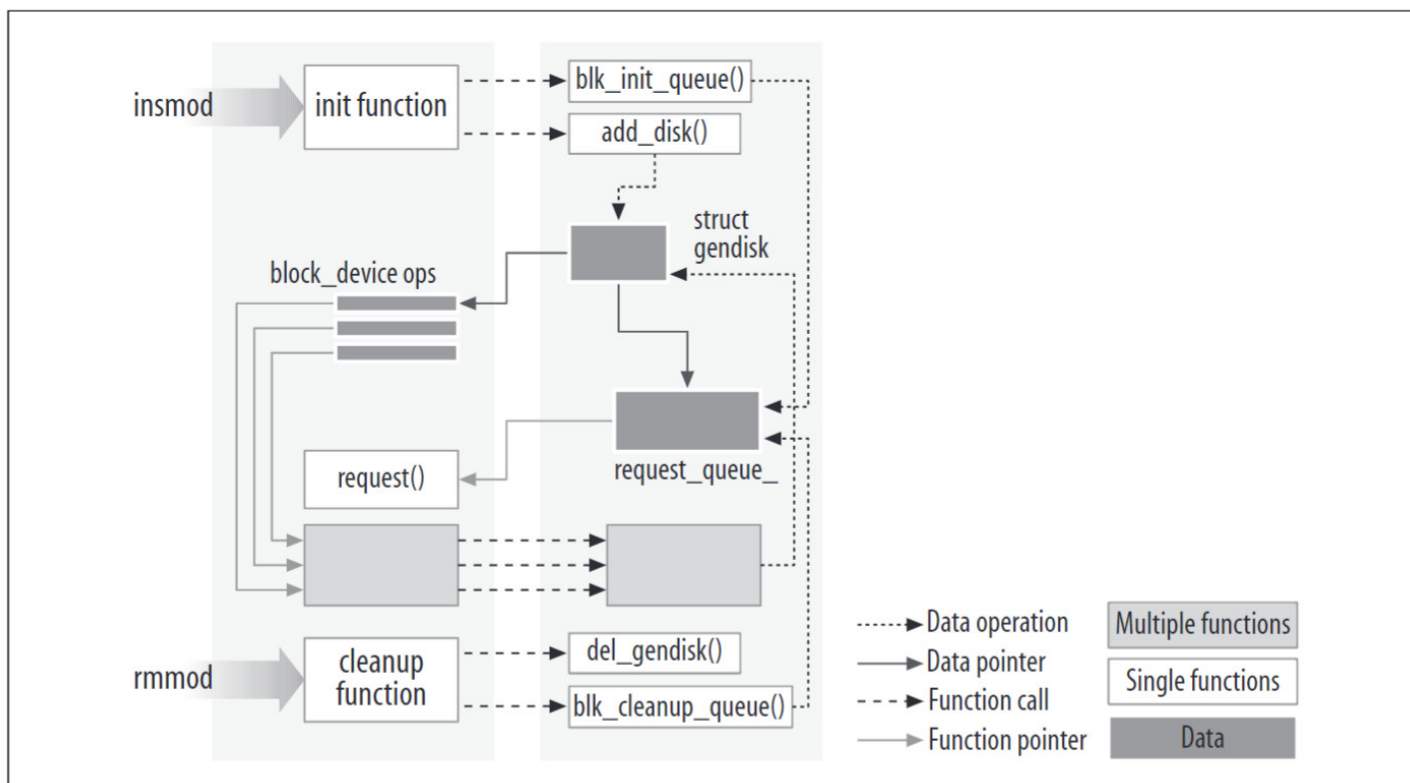 insmod
init function
blk_init_queue()
add_disk()
struct
gendisk
block_device ops
request()
request_queue_
rmmod
cleanup
function
del_gendisk()
blk_cleanup_queue()
Data operation
Data pointer
Function call
Function pointer
Multiple functions
Single functions
Data